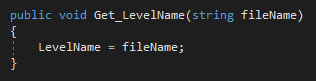 public void Get_LevelName(string fileName)
{
    LevelName = fileName;
}